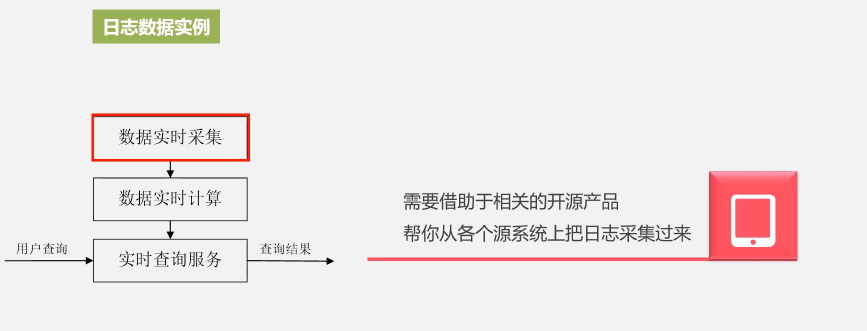 日志数据实例
数据实时采集
数据实时计算
用户查询
实时查询服务
查询结果
需要借助于相关的开源产品
帮你从各个源系统上把日志采集过来